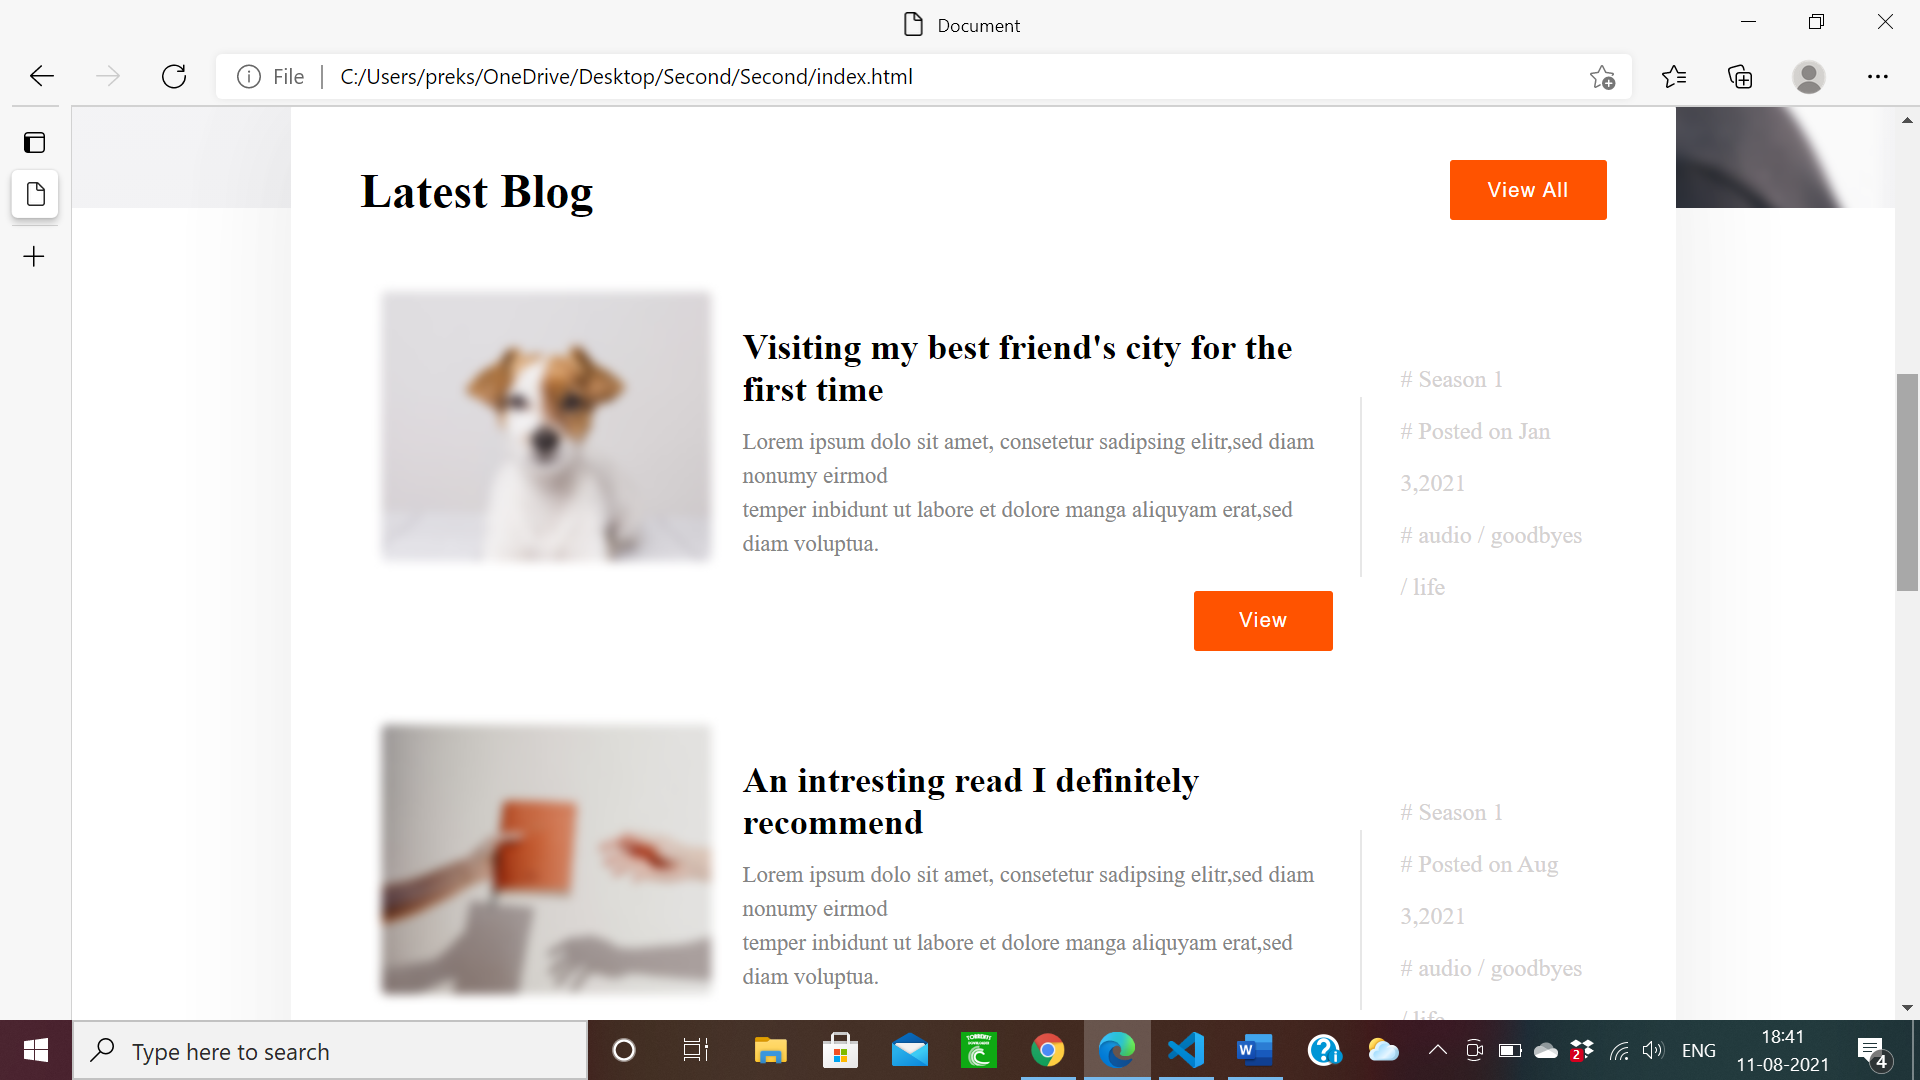 Document
File
C:/Users/preks/OneDrive/Desktop/Second/Second/index.html
Latest Blog
View All
Visiting my best friend's city for the
first time
Lorem ipsum dolo sit amet, consetetur sadipsing elitr,sed diam
nonumy eirmod
temper inbidunt ut labore et dolore manga aliquyam erat,sed
diam voluptua.
# Season 1
# Posted on Jan
3,2021
# audio / goodbyes
/ life
View
An intresting read I definitely
recommend
Lorem ipsum dolo sit amet, consetetur sadipsing elitr,sed diam
nonumy eirmod
temper inbidunt ut labore et dolore manga aliquyam erat,sed
diam voluptua.
# Season 1
# Posted on Aug
3,2021
# audio / goodbyes
/ life
Type here to search
W
2
ENG
18:41
11-08-2021
4